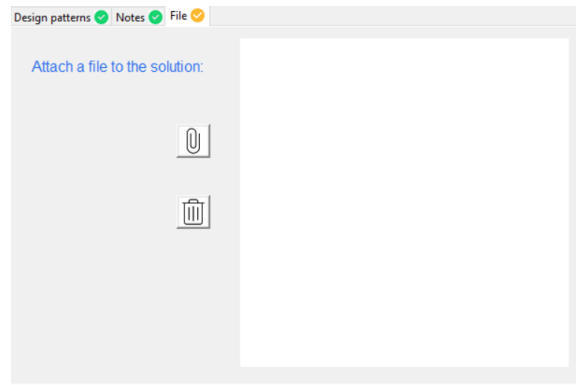 Design patterns Notes File
Attach a file to the solution: